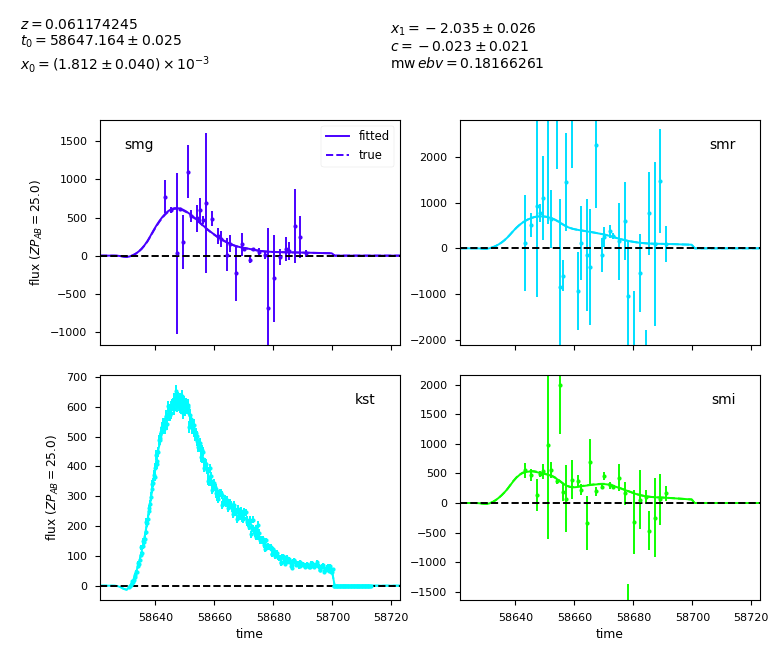 z = 0.061174245
t₀ = 58647.164 ± 0.025
x₀ = (1.812 ± 0.040) × 10⁻³
x₁ = −2.035 ± 0.026
c = −0.023 ± 0.021
mw ebv = 0.18166261
smg
fitted
true
1500
1000
500
0
−500
−1000
flux (ZP_AB = 25.0)
smr
2000
1000
0
−1000
−2000
kst
700
600
500
400
300
200
100
0
flux (ZP_AB = 25.0)
58640 58660 58680 58700 58720
time
smi
2000
1500
1000
500
0
−500
−1000
−1500
58640 58660 58680 58700 58720
time